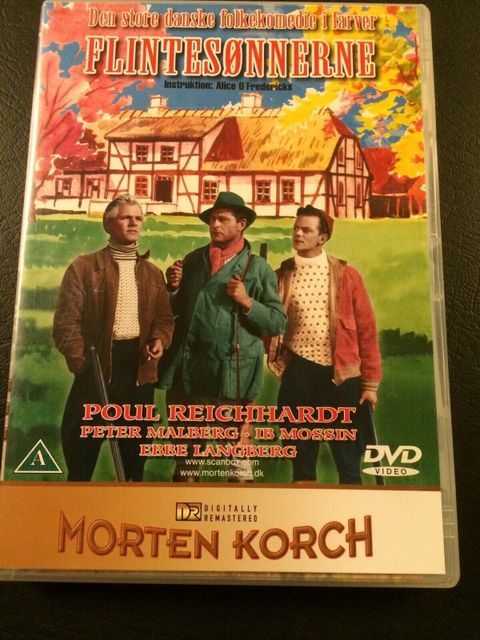 Den store danske folkekomedie i farver
FLINTESØNNERNE
Instruktion: Alice O'Fredericks
POUL REICHHARDT
PETER MALBERG · IB MOSSIN
EBBE LANGBERG
www.scanbox.com
www.mortenkorch.dk
A
DVD
VIDEO
DR DIGITALLY
REMASTERED
MORTEN KORCH